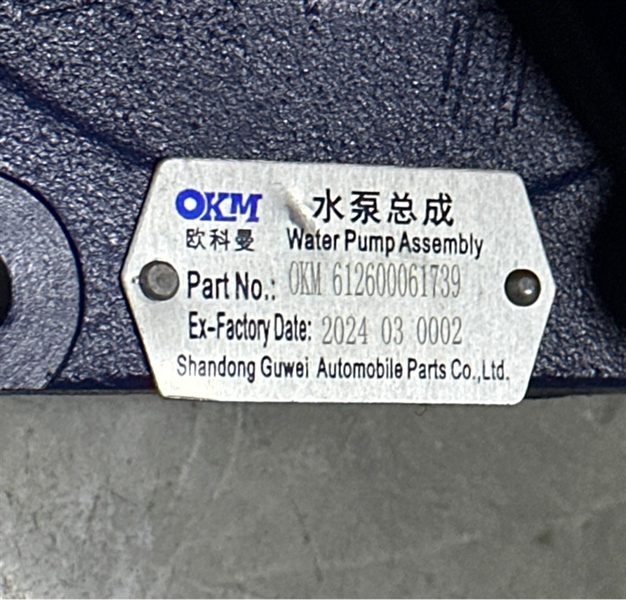 OKM 水泵总成
欧科曼 Water Pump Assembly
Part No.: OKM 612600061739
Ex-Factory Date: 2024 03 0002
Shandong Guwei Automobile Parts Co.,Ltd.